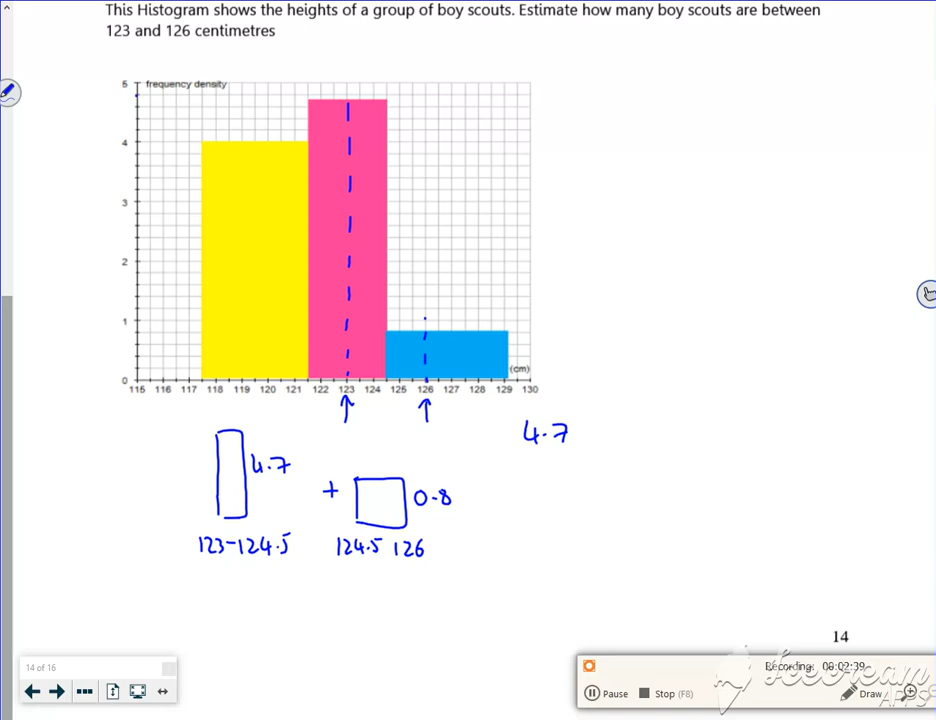 This Histogram shows the heights of a group of boy scouts. Estimate how many boy scouts are between
123 and 126 centimetres
5 frequency density
4
3
2
1
0
(cm)
115 116 117 118 119 120 121 122 123 124 125 126 127 128 129 130
4.7
4.7
+ 0.8
123-124.5 124.5 126
14
14 of 16
Recording: 00:02:39
Icecream
APPS
Pause Stop (F8) Draw